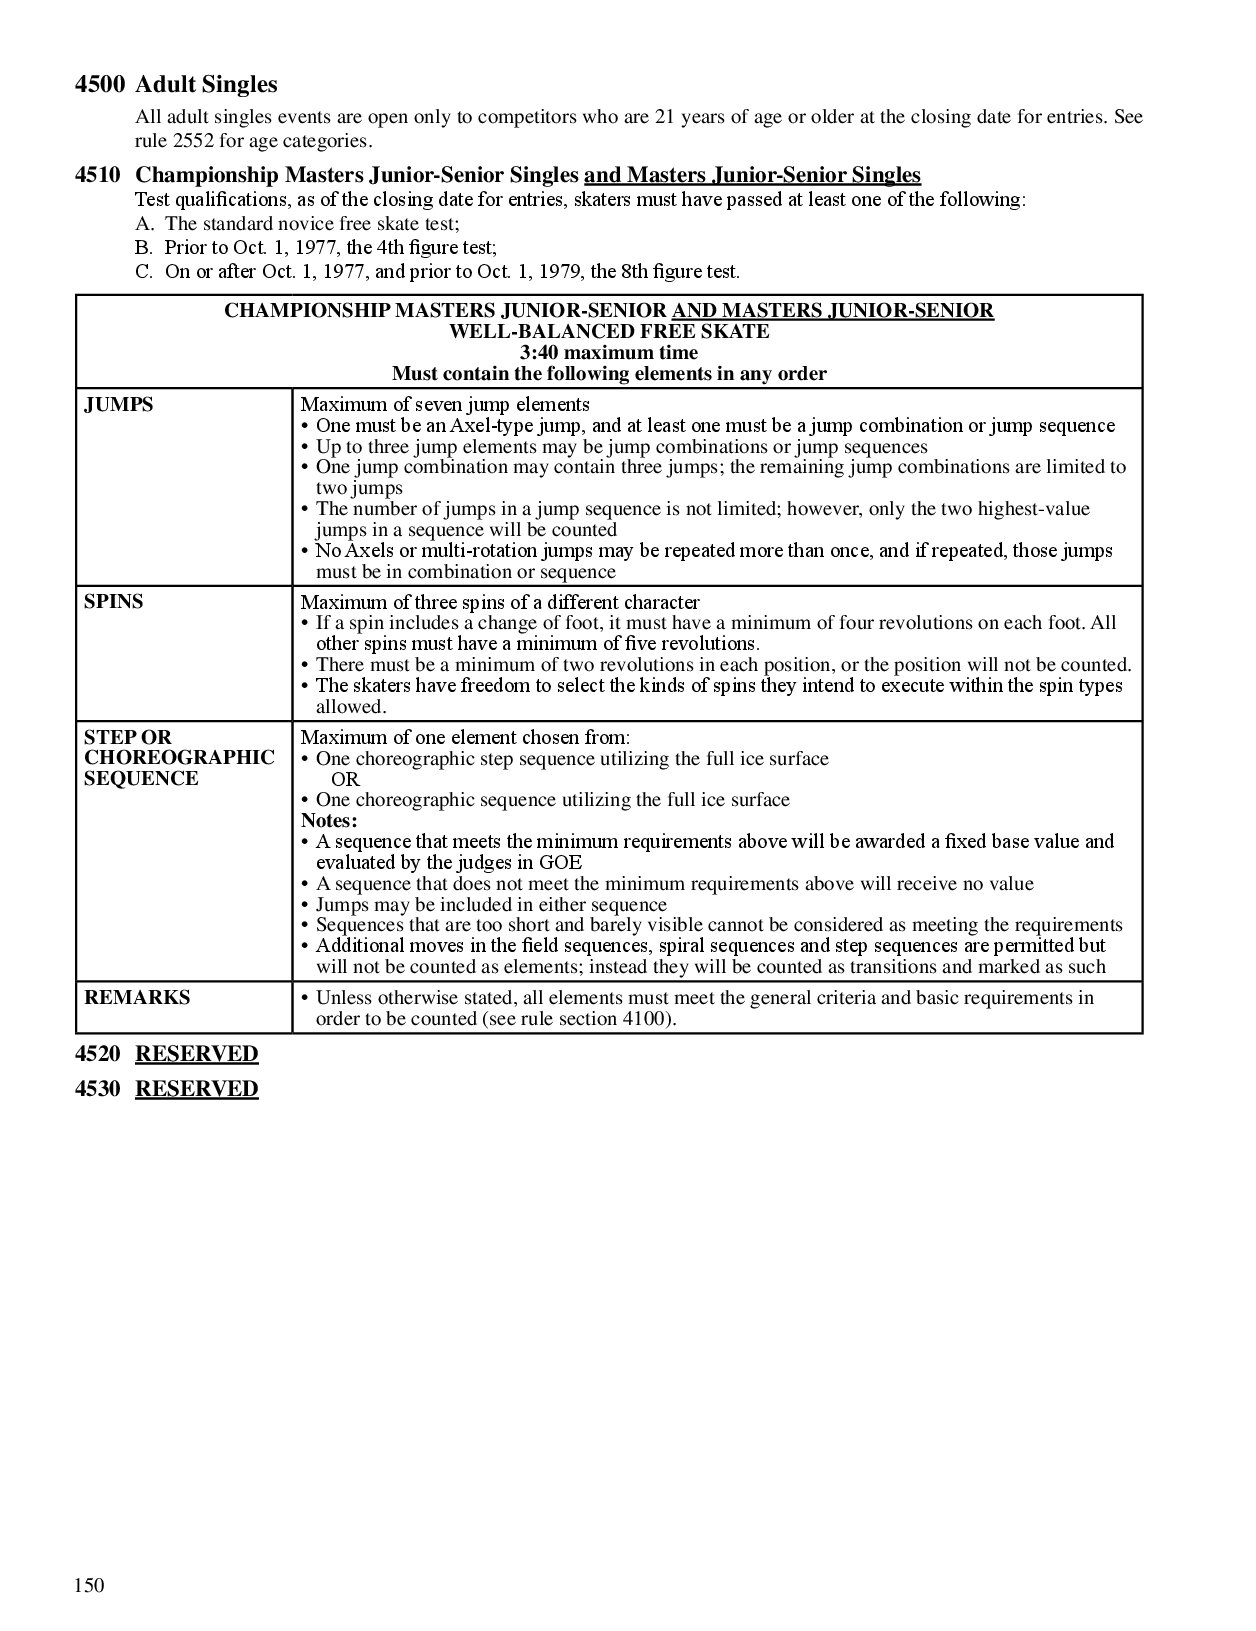 4500 Adult Singles
All adult singles events are open only to competitors who are 21 years of age or older at the closing date for entries. See
rule 2552 for age categories.
4510 Championship Masters Junior-Senior Singles and Masters Junior-Senior Singles
Test qualifications, as of the closing date for entries, skaters must have passed at least one of the following:
A. The standard novice free skate test;
B. Prior to Oct. 1, 1977, the 4th figure test;
C. On or after Oct. 1, 1977, and prior to Oct. 1, 1979, the 8th figure test.
CHAMPIONSHIP MASTERS JUNIOR-SENIOR AND MASTERS JUNIOR-SENIOR
WELL-BALANCED FREE SKATE
3:40 maximum time
Must contain the following elements in any order
JUMPS
Maximum of seven jump elements
• One must be an Axel-type jump, and at least one must be a jump combination or jump sequence
• Up to three jump elements may be jump combinations or jump sequences
• One jump combination may contain three jumps; the remaining jump combinations are limited to
two jumps
• The number of jumps in a jump sequence is not limited; however, only the two highest-value
jumps in a sequence will be counted
• No Axels or multi-rotation jumps may be repeated more than once, and if repeated, those jumps
must be in combination or sequence
SPINS
Maximum of three spins of a different character
• If a spin includes a change of foot, it must have a minimum of four revolutions on each foot. All
other spins must have a minimum of five revolutions.
• There must be a minimum of two revolutions in each position, or the position will not be counted.
• The skaters have freedom to select the kinds of spins they intend to execute within the spin types
allowed.
STEP OR
CHOREOGRAPHIC
SEQUENCE
Maximum of one element chosen from:
• One choreographic step sequence utilizing the full ice surface
OR
• One choreographic sequence utilizing the full ice surface
Notes:
• A sequence that meets the minimum requirements above will be awarded a fixed base value and
evaluated by the judges in GOE
• A sequence that does not meet the minimum requirements above will receive no value
• Jumps may be included in either sequence
• Sequences that are too short and barely visible cannot be considered as meeting the requirements
• Additional moves in the field sequences, spiral sequences and step sequences are permitted but
will not be counted as elements; instead they will be counted as transitions and marked as such
REMARKS
• Unless otherwise stated, all elements must meet the general criteria and basic requirements in
order to be counted (see rule section 4100).
4520 RESERVED
4530 RESERVED
150